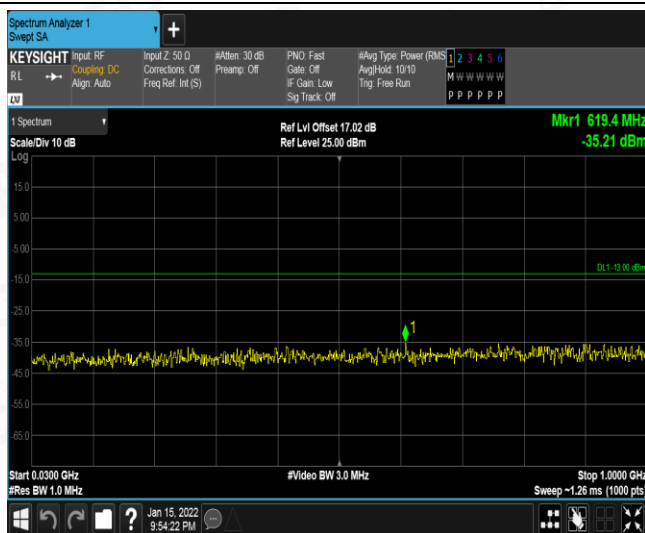 Spectrum Analyzer 1
Swept SA
+
KEYSIGHT
RL
LXI
Input: RF
Coupling: DC
Align: Auto
Input Z: 50 Ω
Corrections: Off
Freq Ref: Int (S)
#Atten: 30 dB
Preamp: Off
PNO: Fast
Gate: Off
IF Gain: Low
Sig Track: Off
#Avg Type: Power (RMS
Avg|Hold: 10/10
Trig: Free Run
1 2 3 4 5 6
M W W W W W
P P P P P P
1 Spectrum
Scale/Div 10 dB
Ref Lvl Offset 17.02 dB
Ref Level 25.00 dBm
Mkr1 619.4 MHz
-35.21 dBm
Log
15.0
5.00
-5.00
DL1 -13.00 dBm
-15.0
-25.0
1
-35.0
-45.0
-55.0
-65.0
Start 0.0300 GHz
#Res BW 1.0 MHz
#Video BW 3.0 MHz
Stop 1.0000 GHz
Sweep ~1.26 ms (1000 pts)
?
Jan 15, 2022
9:54:22 PM